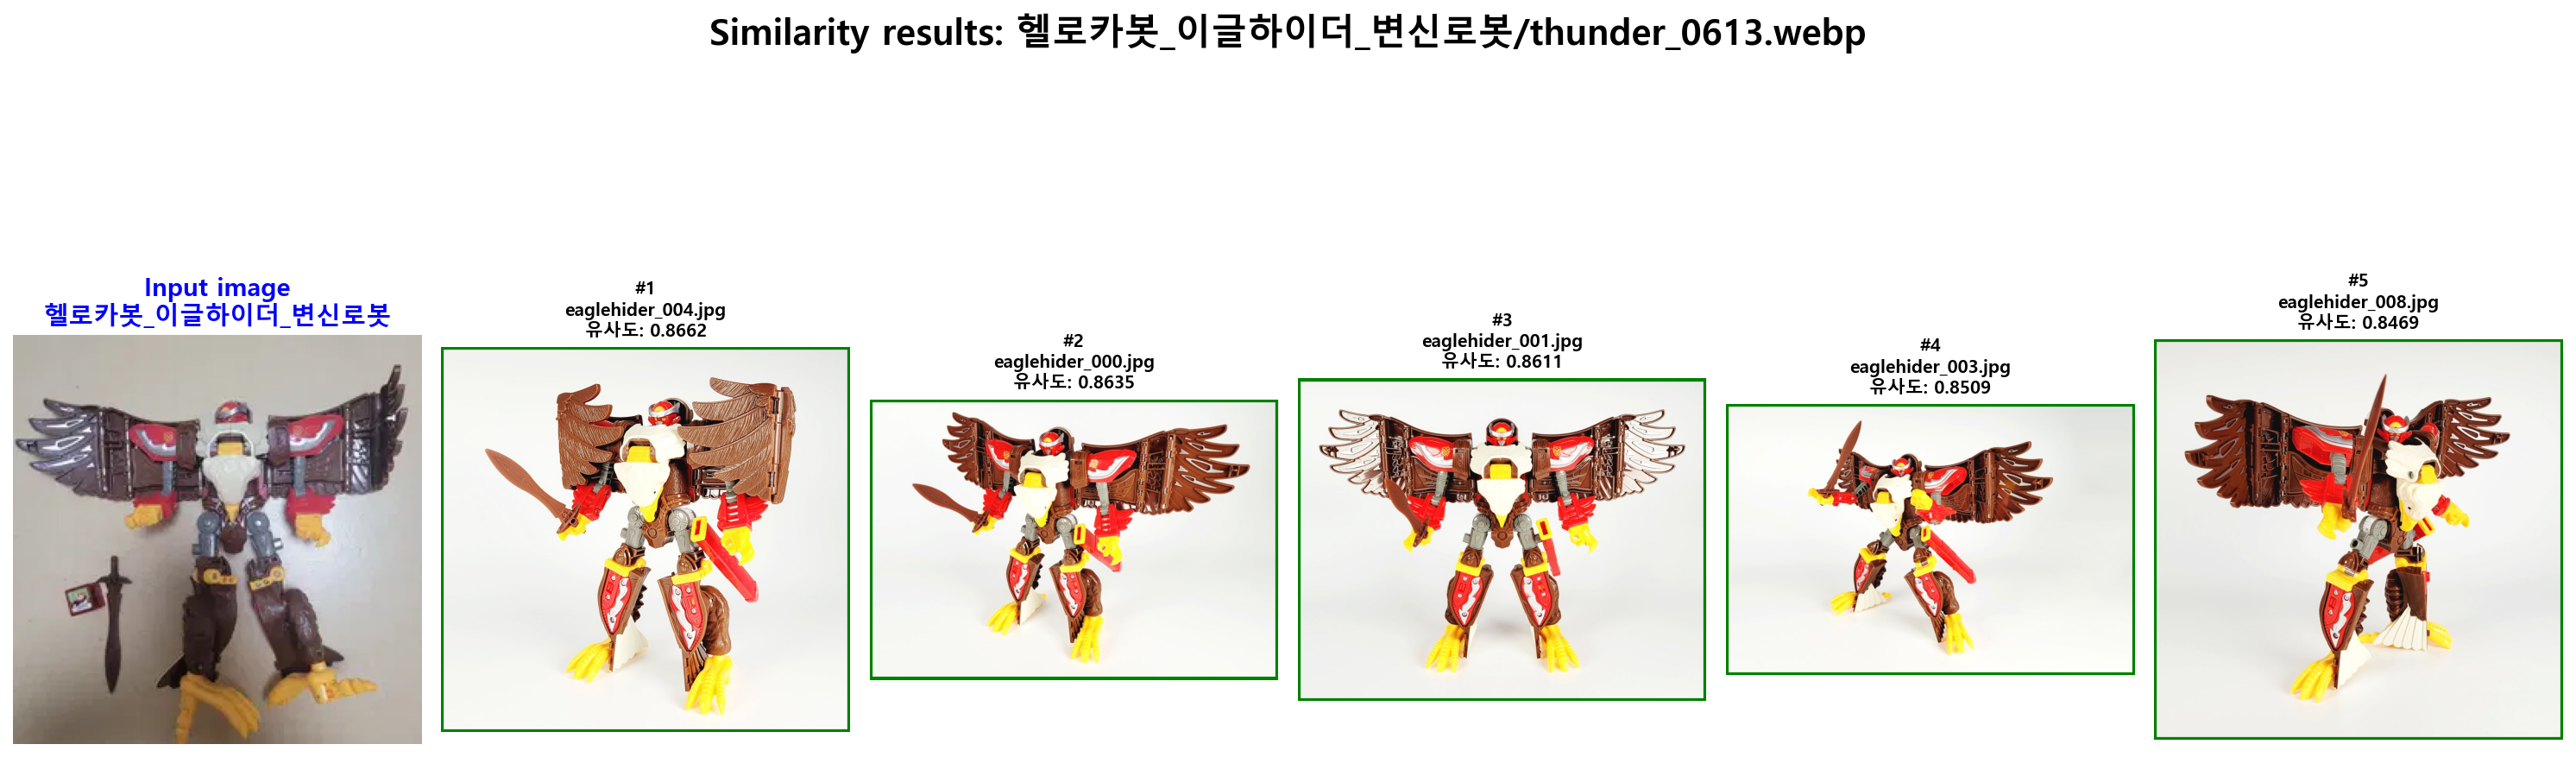 Similarity results: 헬로카봇_이글하이더_변신로봇/thunder_0613.webp
Input image
헬로카봇_이글하이더_변신로봇
#1
eaglehider_004.jpg
유사도: 0.8662
#2
eaglehider_000.jpg
유사도: 0.8635
#3
eaglehider_001.jpg
유사도: 0.8611
#4
eaglehider_003.jpg
유사도: 0.8509
#5
eaglehider_008.jpg
유사도: 0.8469